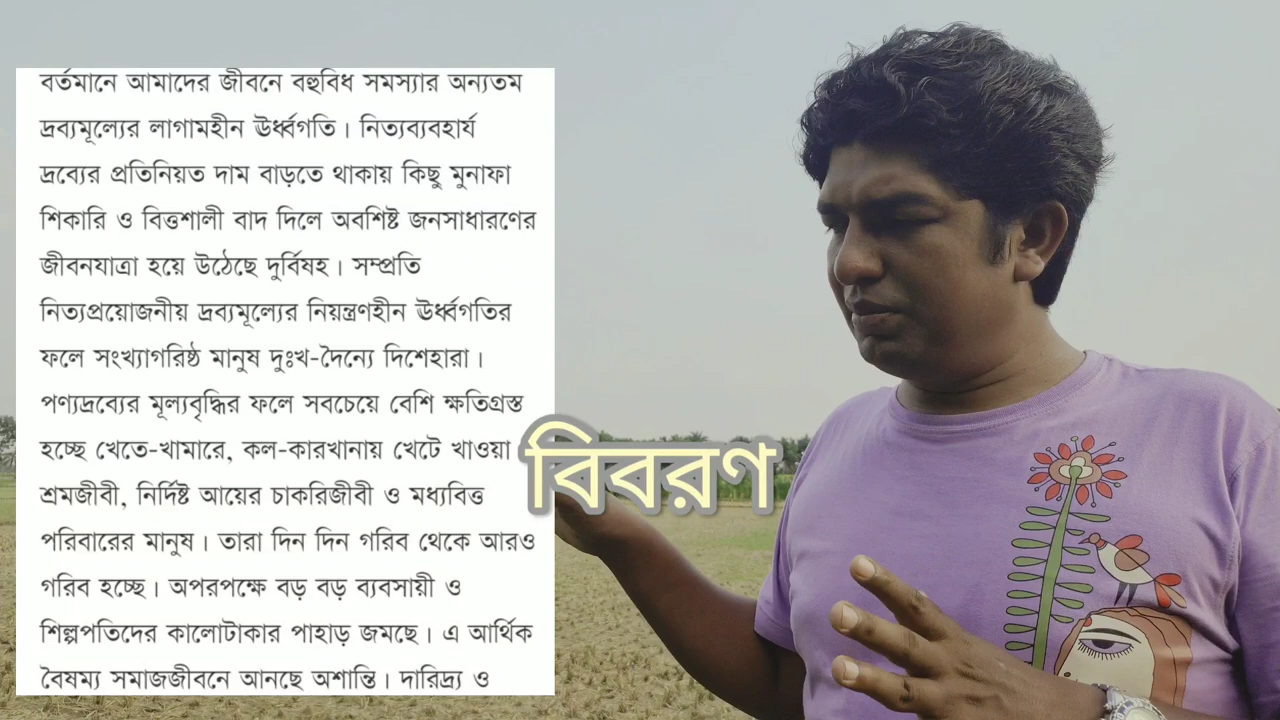 বর্তমানে আমাদের জীবনে বহুবিধ সমস্যার অন্যতম
দ্রব্যমূল্যের লাগামহীন ঊর্ধ্বগতি। নিত্যব্যবহার্য
দ্রব্যের প্রতিনিয়ত দাম বাড়তে থাকায় কিছু মুনাফা
শিকারি ও বিত্তশালী বাদ দিলে অবশিষ্ট জনসাধারণের
জীবনযাত্রা হয়ে উঠেছে দুর্বিষহ। সম্প্রতি
নিত্যপ্রয়োজনীয় দ্রব্যমূল্যের নিয়ন্ত্রণহীন ঊর্ধ্বগতির
ফলে সংখ্যাগরিষ্ঠ মানুষ দুঃখ-দৈন্যে দিশেহারা।
পণ্যদ্রব্যের মূল্যবৃদ্ধির ফলে সবচেয়ে বেশি ক্ষতিগ্রস্ত
হচ্ছে খেতে-খামারে, কল-কারখানায় খেটে খাওয়া
শ্রমজীবী, নির্দিষ্ট আয়ের চাকরিজীবী ও মধ্যবিত্ত
পরিবারের মানুষ। তারা দিন দিন গরিব থেকে আরও
গরিব হচ্ছে। অপরপক্ষে বড় বড় ব্যবসায়ী ও
শিল্পপতিদের কালোটাকার পাহাড় জমছে। এ আর্থিক
বৈষম্য সমাজজীবনে আনছে অশান্তি। দারিদ্র্য ও
বিবরণ